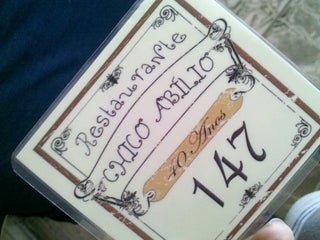 Restaurante
CHICO ABÍLIO
40 Anos
147